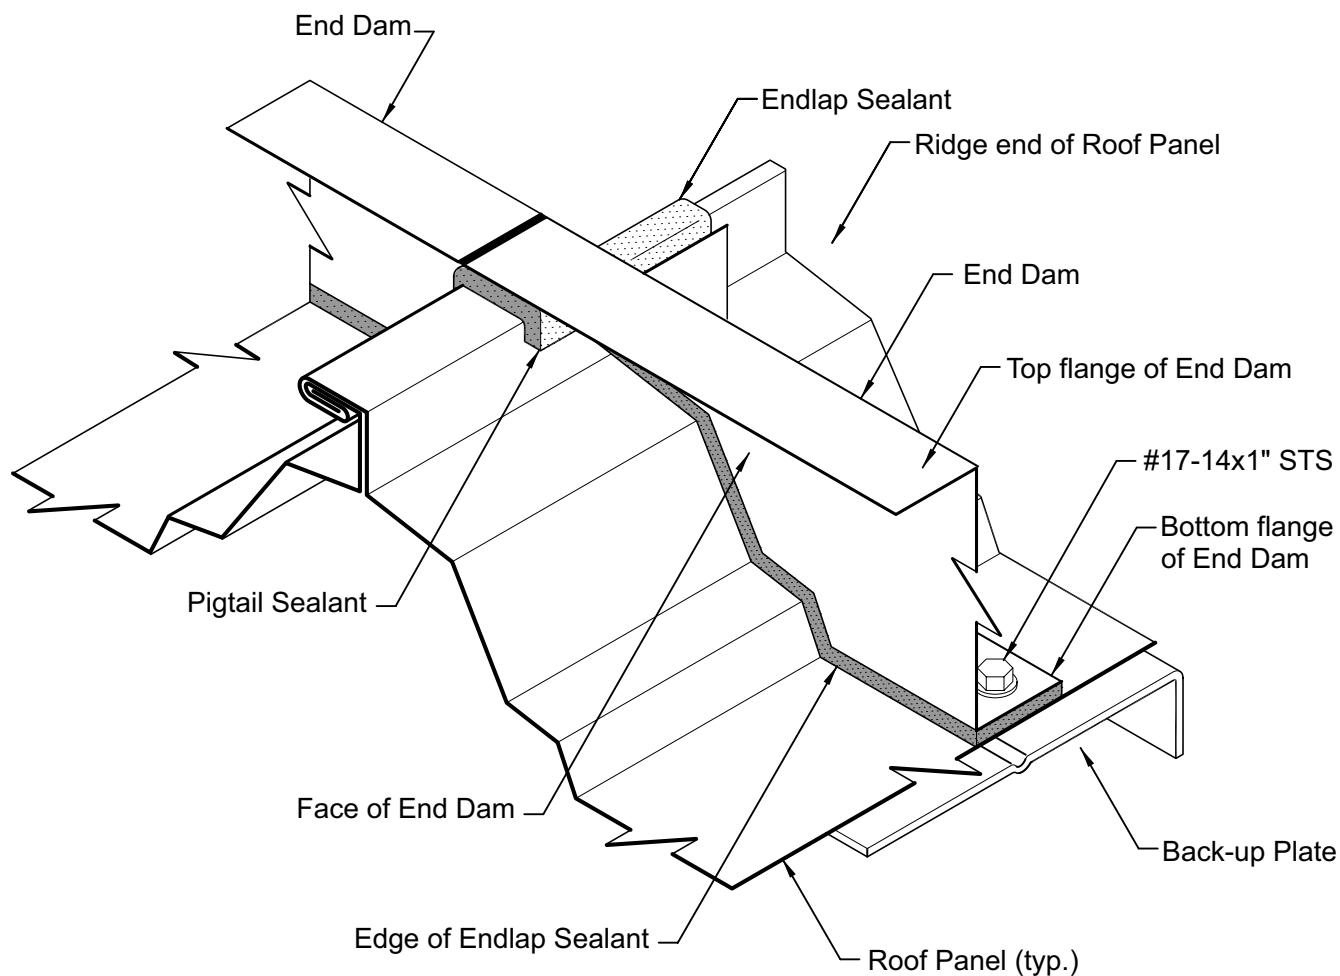 End Dam
Endlap Sealant
Ridge end of Roof Panel
End Dam
Top flange of End Dam
#17-14x1" STS
Bottom flange
of End Dam
Pigtail Sealant
Face of End Dam
Back-up Plate
Edge of Endlap Sealant
Roof Panel (typ.)